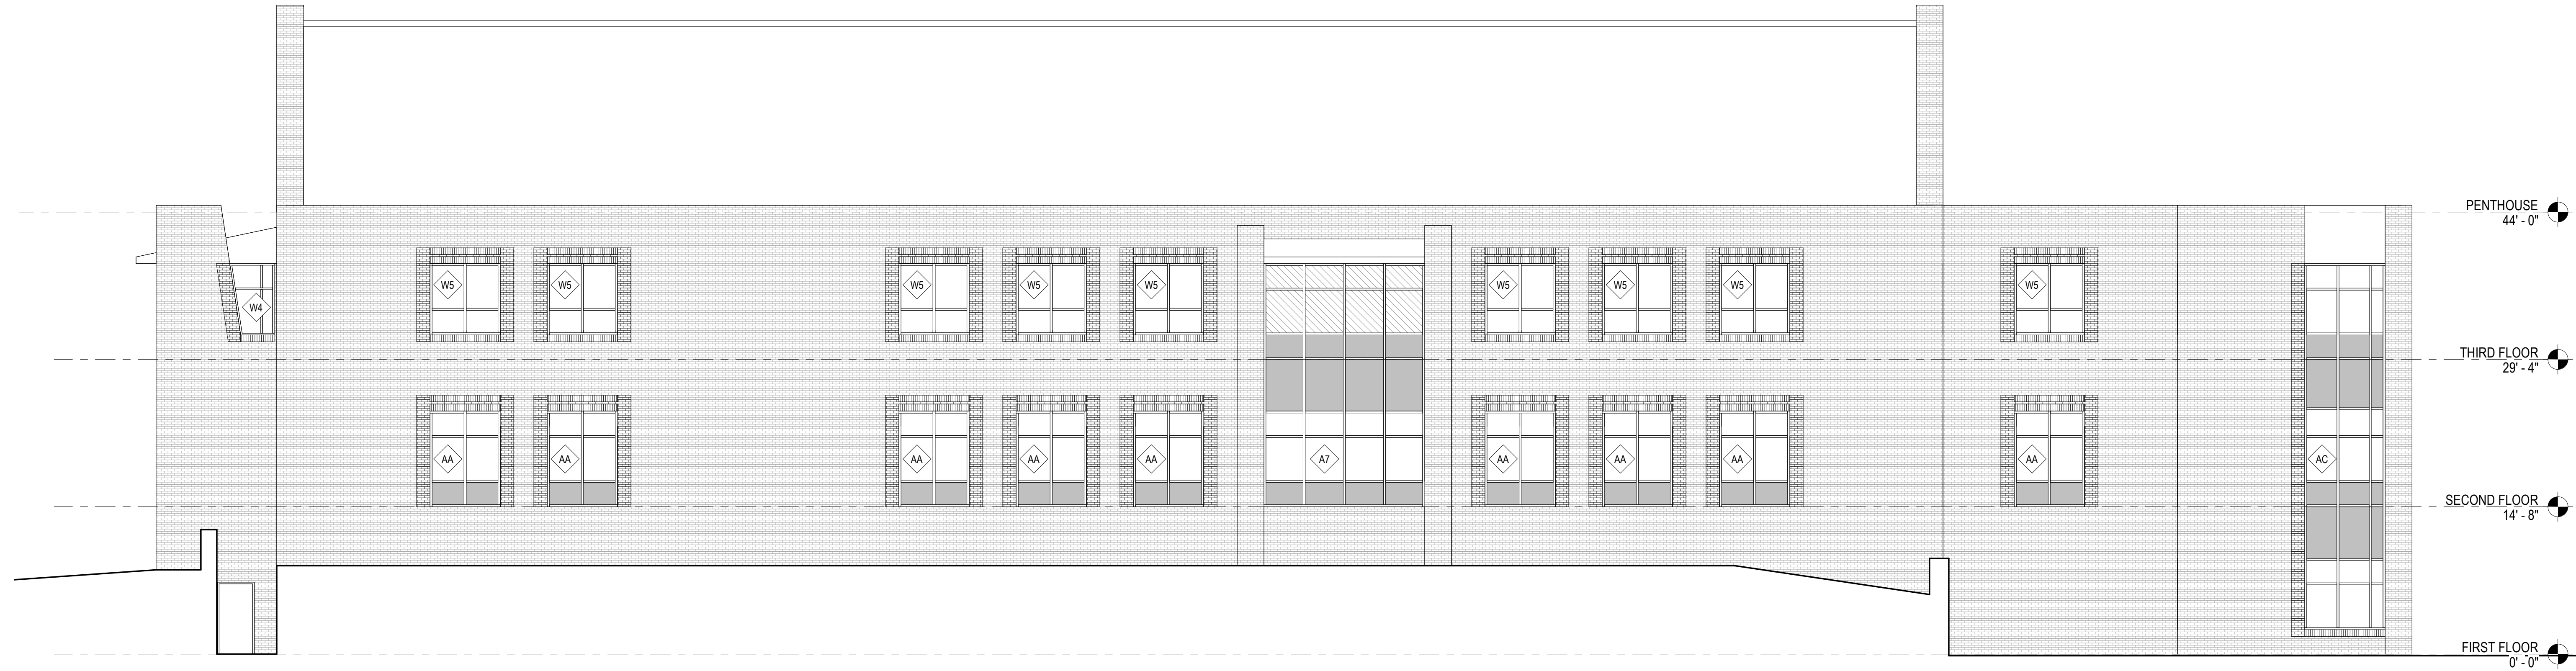 PENTHOUSE
44' - 0"
W5 W5 W5 W5 W5 W5 W5 W5 W5
W4
THIRD FLOOR
29' - 4"
AA AA AA AA AA A7 AA AA AA AA AC
SECOND FLOOR
14' - 8"
FIRST FLOOR
0' - 0"